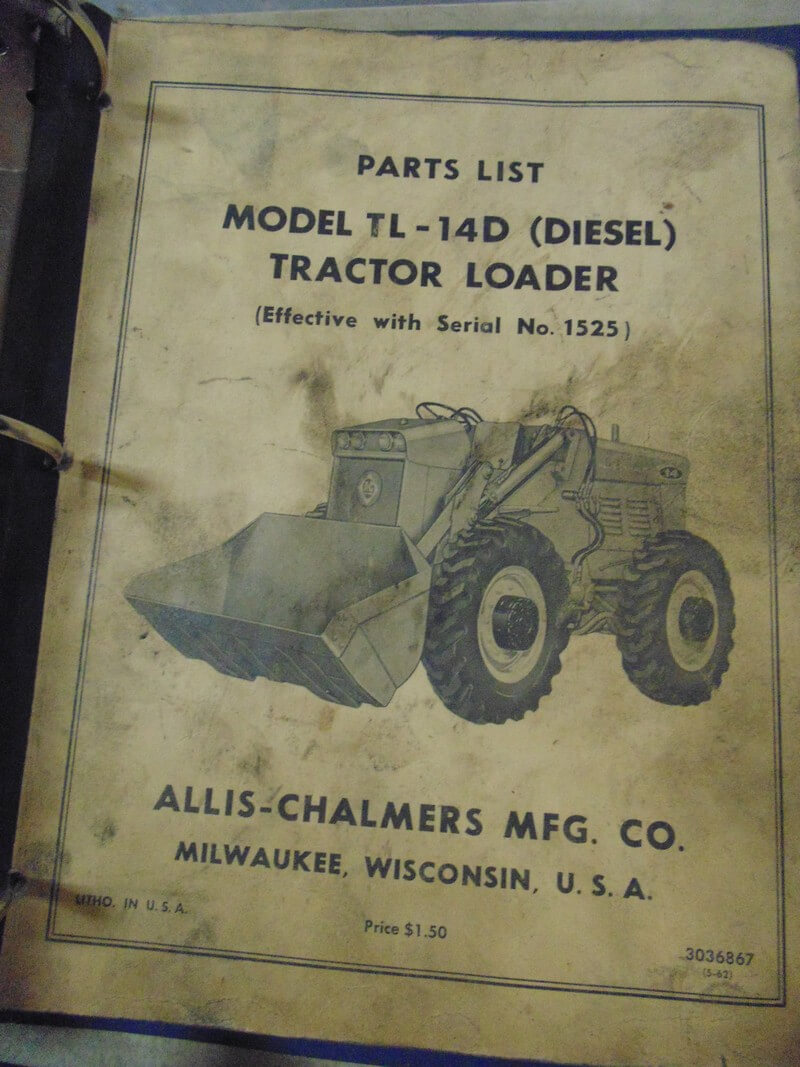 PARTS LIST
MODEL TL-14D (DIESEL)
TRACTOR LOADER
(Effective with Serial No. 1525)
ALLIS-CHALMERS MFG. CO.
MILWAUKEE, WISCONSIN, U. S. A.
LITHO. IN U. S. A.
Price $1.50
3036867
(5-62)